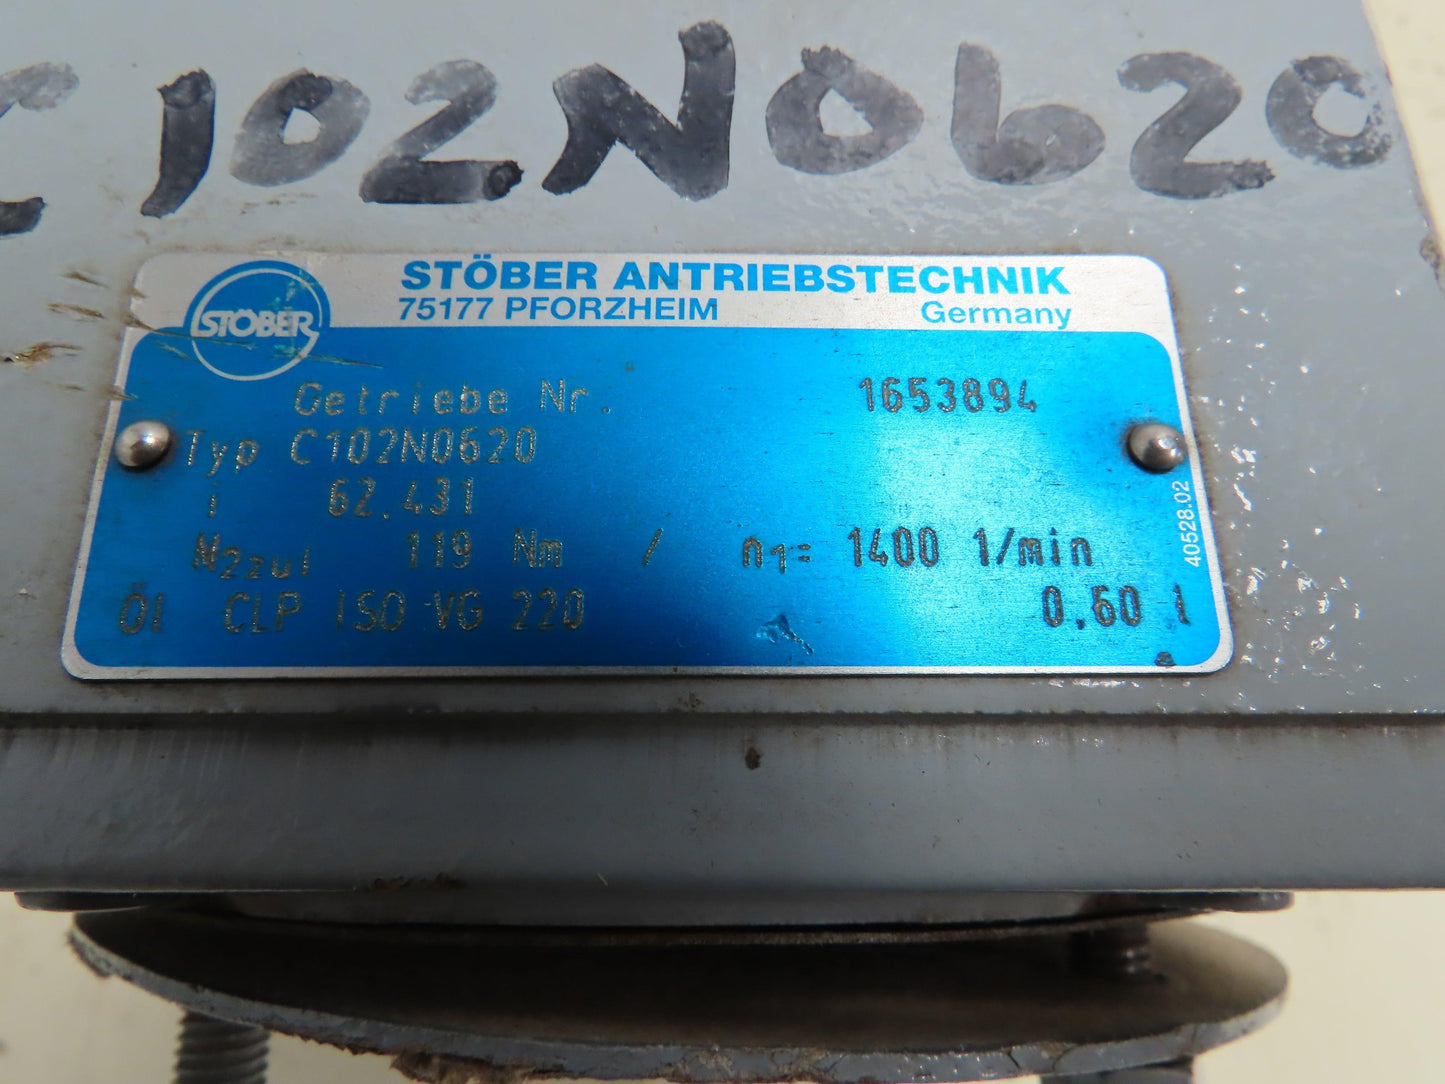 C102N0620
STÖBER ANTRIEBSTECHNIK
STÖBER
75177 PFORZHEIM Germany
Getriebe Nr. 1653894
Typ C102N0620
i 62.431
M2zul 119 Nm / n1= 1400 1/min
Öl CLP ISO VG 220 0,60 l
40528.02